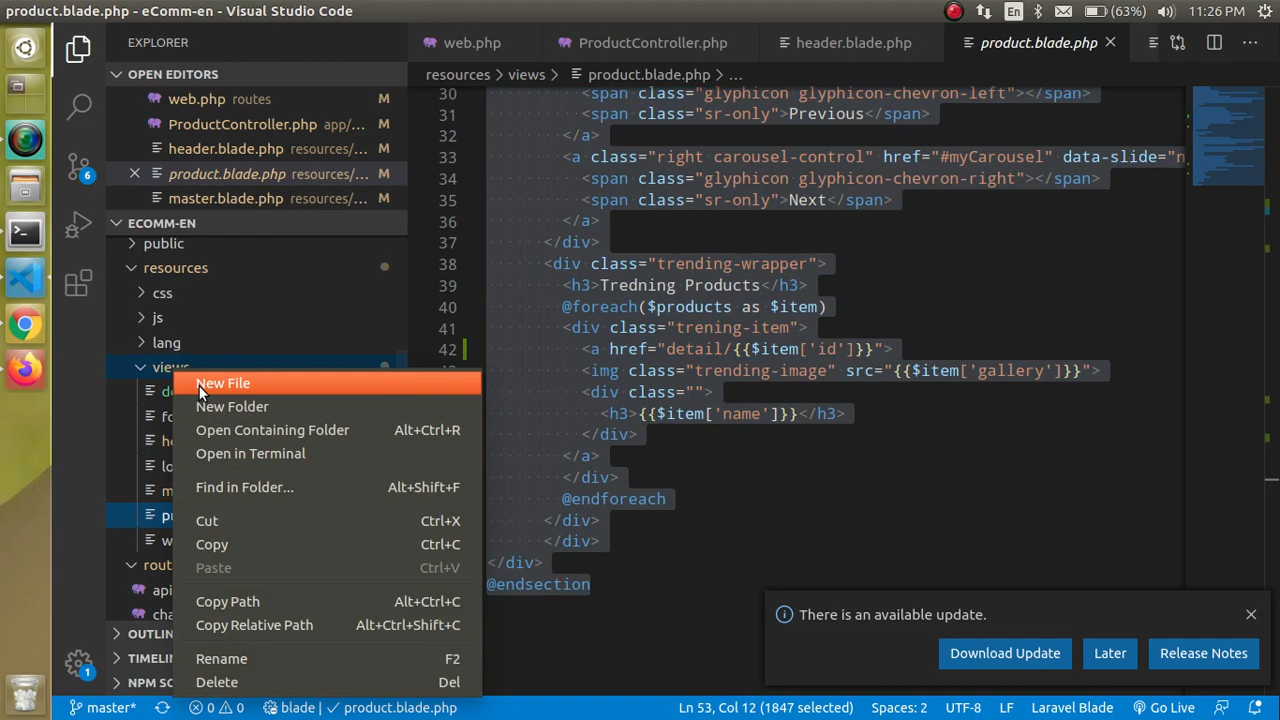 product.blade.php - eComm-en - Visual Studio Code
En
(63%)
11:26 PM
EXPLORER
OPEN EDITORS
web.php routes M
ProductController.php app/... M
header.blade.php resources/... M
product.blade.php resources/... M
master.blade.php resources/... M
ECOMM-EN
public
resources
css
js
lang
views
New File
New Folder
Open Containing Folder Alt+Ctrl+R
Open in Terminal
Find in Folder... Alt+Shift+F
Cut Ctrl+X
Copy Ctrl+C
Paste Ctrl+V
Copy Path Alt+Ctrl+C
Copy Relative Path Alt+Ctrl+Shift+C
Rename F2
Delete Del
OUTLIN
TIMELIN
NPM SC
web.php
ProductController.php
header.blade.php
product.blade.php
resources > views > product.blade.php > ...
30 <span class="glyphicon glyphicon-chevron-left"></span>
31 <span class="sr-only">Previous</span>
32 </a>
33 <a class="right carousel-control" href="#myCarousel" data-slide="n
34 <span class="glyphicon glyphicon-chevron-right"></span>
35 <span class="sr-only">Next</span>
36 </a>
37 </div>
38 <div class="trending-wrapper">
39 <h3>Tredning Products</h3>
40 @foreach($products as $item)
41 <div class="trening-item">
42 <a href="detail/{{$item['id']}}">
<img class="trending-image" src="{{$item['gallery']}}">
<div class="">
<h3>{{$item['name']}}</h3>
</div>
</a>
</div>
@endforeach
</div>
</div>
</div>
@endsection
There is an available update.
Download Update
Later
Release Notes
6
1
master*
0
0
blade
product.blade.php
Ln 53, Col 12 (1847 selected)
Spaces: 2
UTF-8
LF
Laravel Blade
Go Live